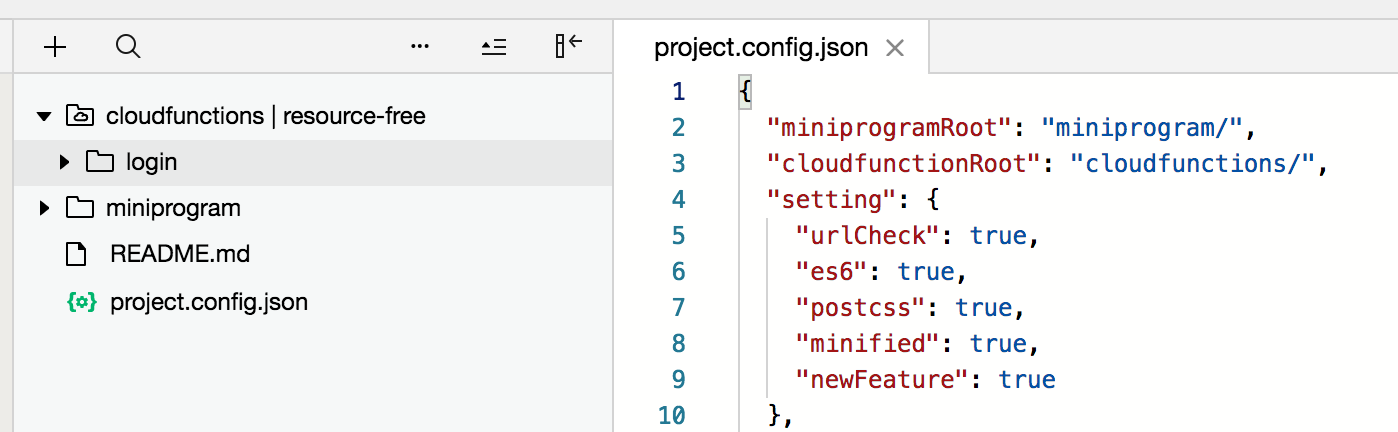 cloudfunctions | resource-free
login
miniprogram
README.md
project.config.json
project.config.json
1 {
2 "miniprogramRoot": "miniprogram/",
3 "cloudfunctionRoot": "cloudfunctions/",
4 "setting": {
5 "urlCheck": true,
6 "es6": true,
7 "postcss": true,
8 "minified": true,
9 "newFeature": true
10 },